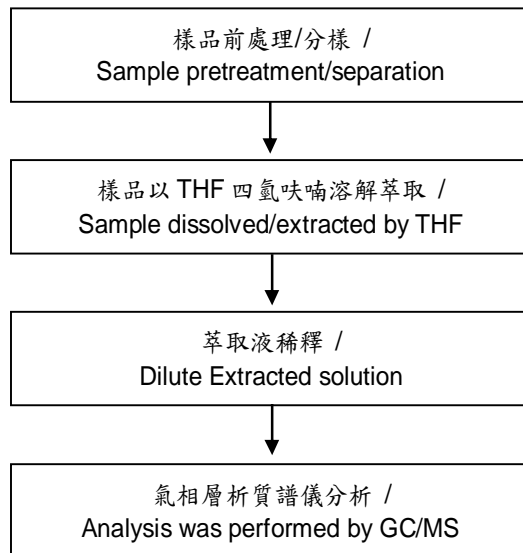 樣品前處理/分樣 /
Sample pretreatment/separation
樣品以 THF 四氫呋喃溶解萃取 /
Sample dissolved/extracted by THF
萃取液稀釋 /
Dilute Extracted solution
氣相層析質譜儀分析 /
Analysis was performed by GC/MS